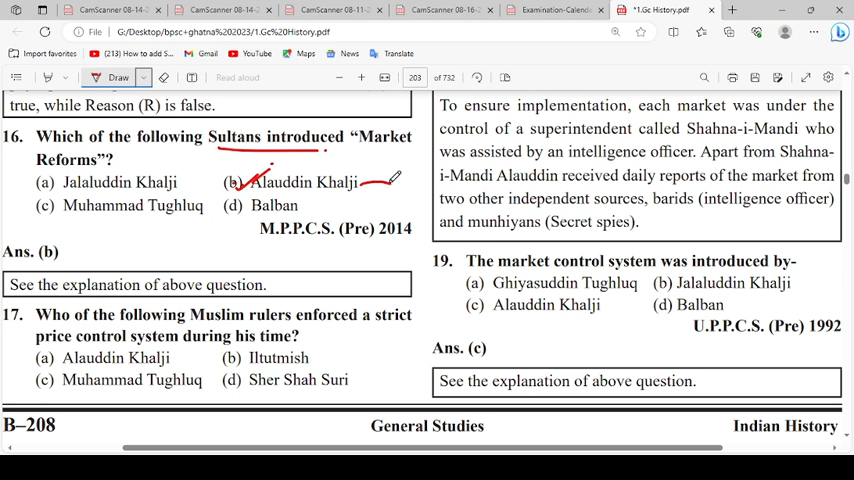 CamScanner 08-14-2
CamScanner 08-14-2
CamScanner 08-11-2
CamScanner 08-16-2
Examination-Calenda
*1.Gc History.pdf
File
G:/Desktop/bpsc+ghatna%202023/1.Gc%20History.pdf
Import favorites
(213) How to add S...
Gmail
YouTube
Maps
News
Translate
Draw
Read aloud
203 of 732
true, while Reason (R) is false.
16. Which of the following Sultans introduced “Market
Reforms”?
(a) Jalaluddin Khalji (b) Alauddin Khalji
(c) Muhammad Tughluq (d) Balban
M.P.P.C.S. (Pre) 2014
Ans. (b)
See the explanation of above question.
17. Who of the following Muslim rulers enforced a strict
price control system during his time?
(a) Alauddin Khalji (b) Iltutmish
(c) Muhammad Tughluq (d) Sher Shah Suri
To ensure implementation, each market was under the
control of a superintendent called Shahna-i-Mandi who
was assisted by an intelligence officer. Apart from Shahna-
i-Mandi Alauddin received daily reports of the market from
two other independent sources, barids (intelligence officer)
and munhiyans (Secret spies).
19. The market control system was introduced by-
(a) Ghiyasuddin Tughluq (b) Jalaluddin Khalji
(c) Alauddin Khalji (d) Balban
U.P.P.C.S. (Pre) 1992
Ans. (c)
See the explanation of above question.
B–208 General Studies Indian History